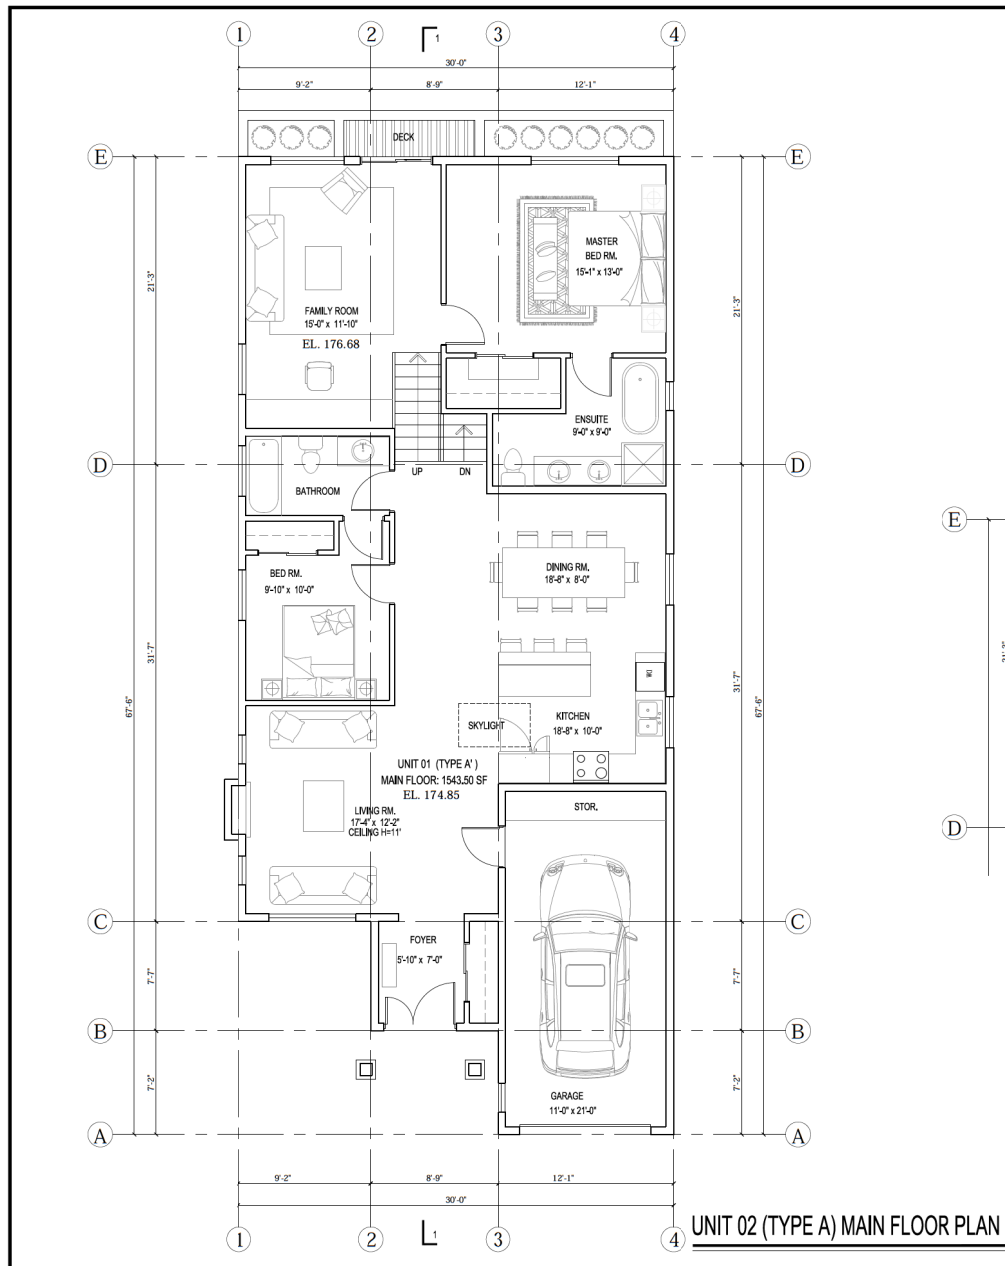 1 2 3 4
1
30'-0"
9'-2" 8'-9" 12'-1"
DECK
E E
MASTER
BED RM.
15'-1" x 13'-0"
21'-3" 21'-3"
FAMILY ROOM
15'-0" x 11'-10"
EL. 176.68
ENSUITE
9'-0" x 9'-0"
D D
UP DN
BATHROOM
E
DINING RM.
18'-8" x 8'-0"
BED RM.
9'-10" x 10'-0"
31'-7" 31'-7"
21'-3"
DW
67'-6" 67'-6"
SKYLIGHT
KITCHEN
18'-8" x 10'-0"
UNIT 01 (TYPE A' )
MAIN FLOOR: 1543.50 SF
EL. 174.85
STOR.
LIVING RM.
17'-4" x 12'-2"
CEILING H=11'
D
C C
FOYER
5'-10" x 7'-0"
7'-7" 7'-7"
B B
7'-2" 7'-2"
GARAGE
11'-0" x 21'-0"
A A
9'-2" 8'-9" 12'-1"
30'-0"
1 2 3 4
1
UNIT 02 (TYPE A) MAIN FLOOR PLAN